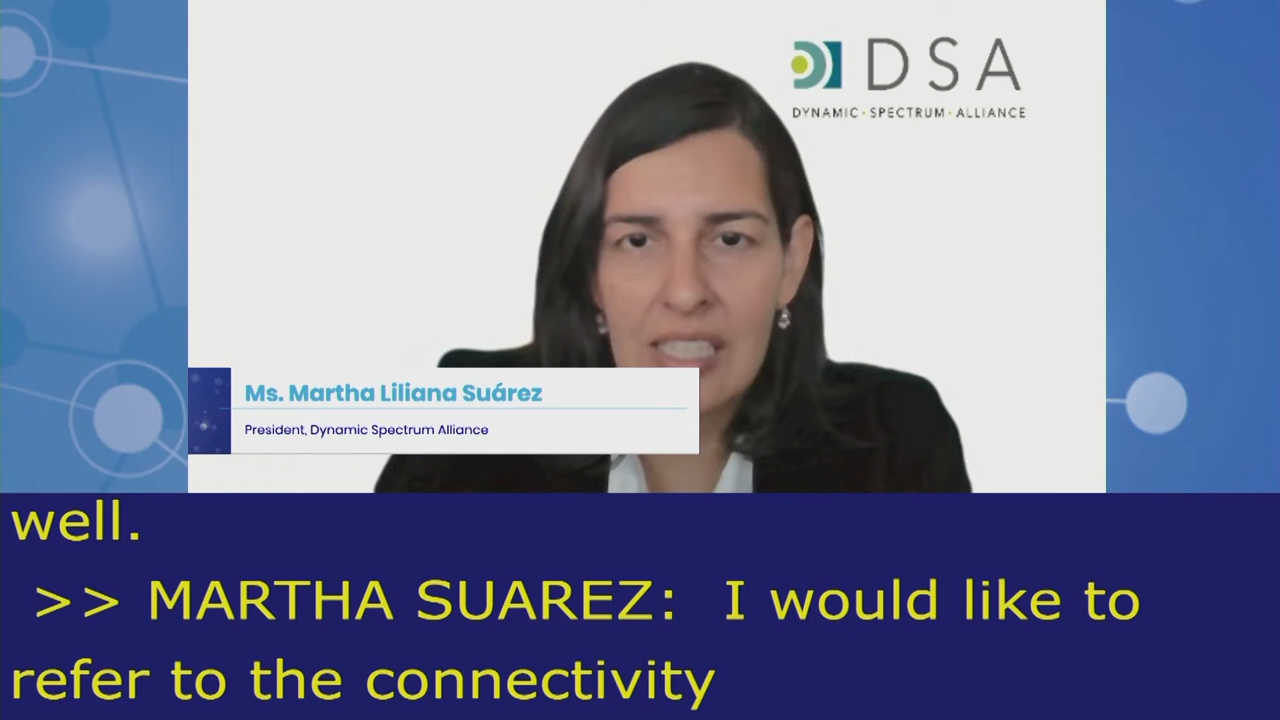 DSA
DYNAMIC·SPECTRUM·ALLIANCE
Ms. Martha Liliana Suárez
President, Dynamic Spectrum Alliance
well.
>> MARTHA SUAREZ:  I would like to
refer to the connectivity